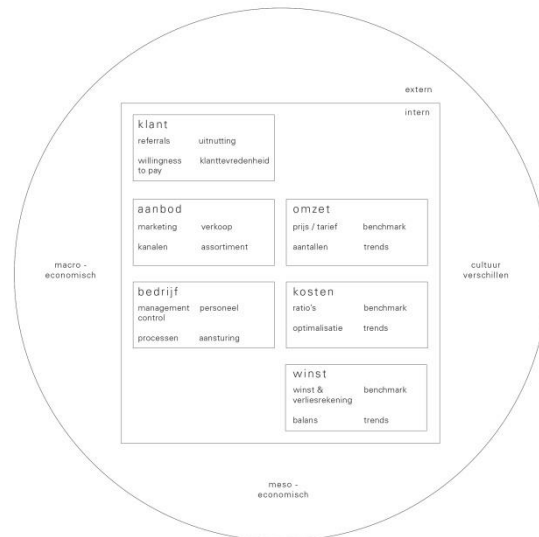 extern
intern
klant
referrals uitnutting
willingness to pay klanttevredenheid
aanbod
marketing verkoop
kanalen assortiment
omzet
prijs / tarief benchmark
aantallen trends
macro -
economisch
cultuur
verschillen
bedrijf
management control personeel
processen aansturing
kosten
ratio's benchmark
optimalisatie trends
winst
winst & verliesrekening benchmark
balans trends
meso -
economisch